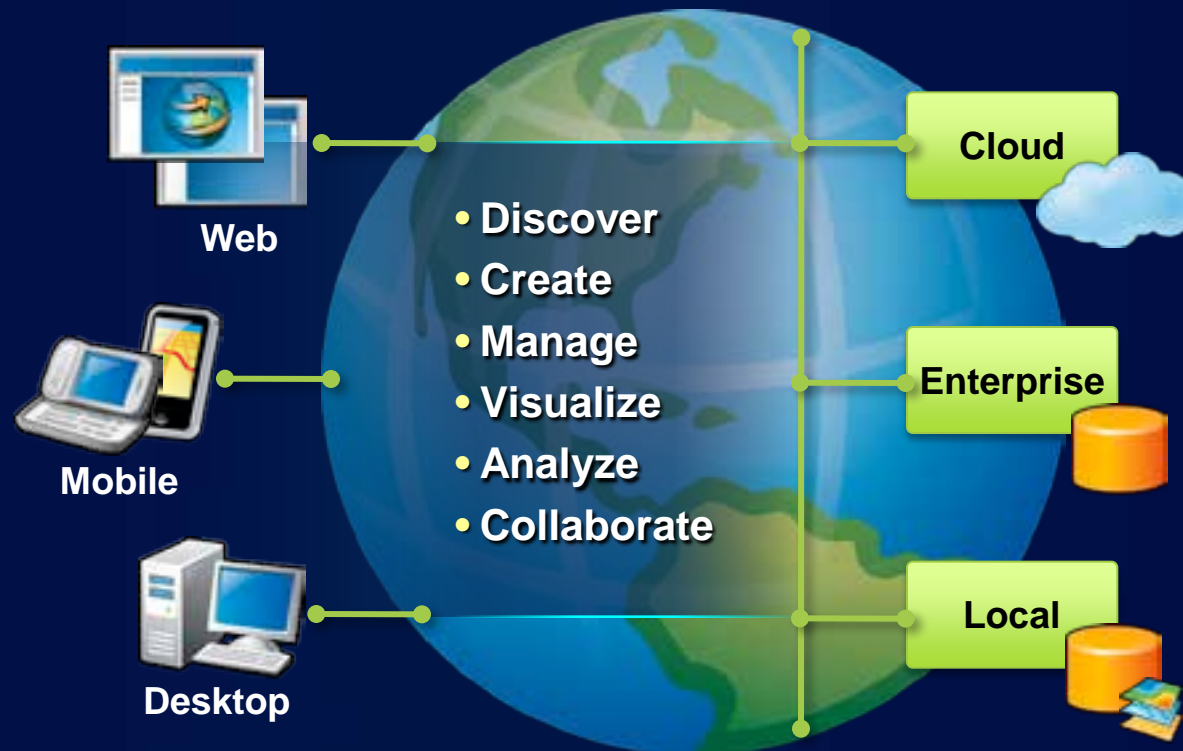 Web
Mobile
Desktop
• Discover
• Create
• Manage
• Visualize
• Analyze
• Collaborate
Cloud
Enterprise
Local